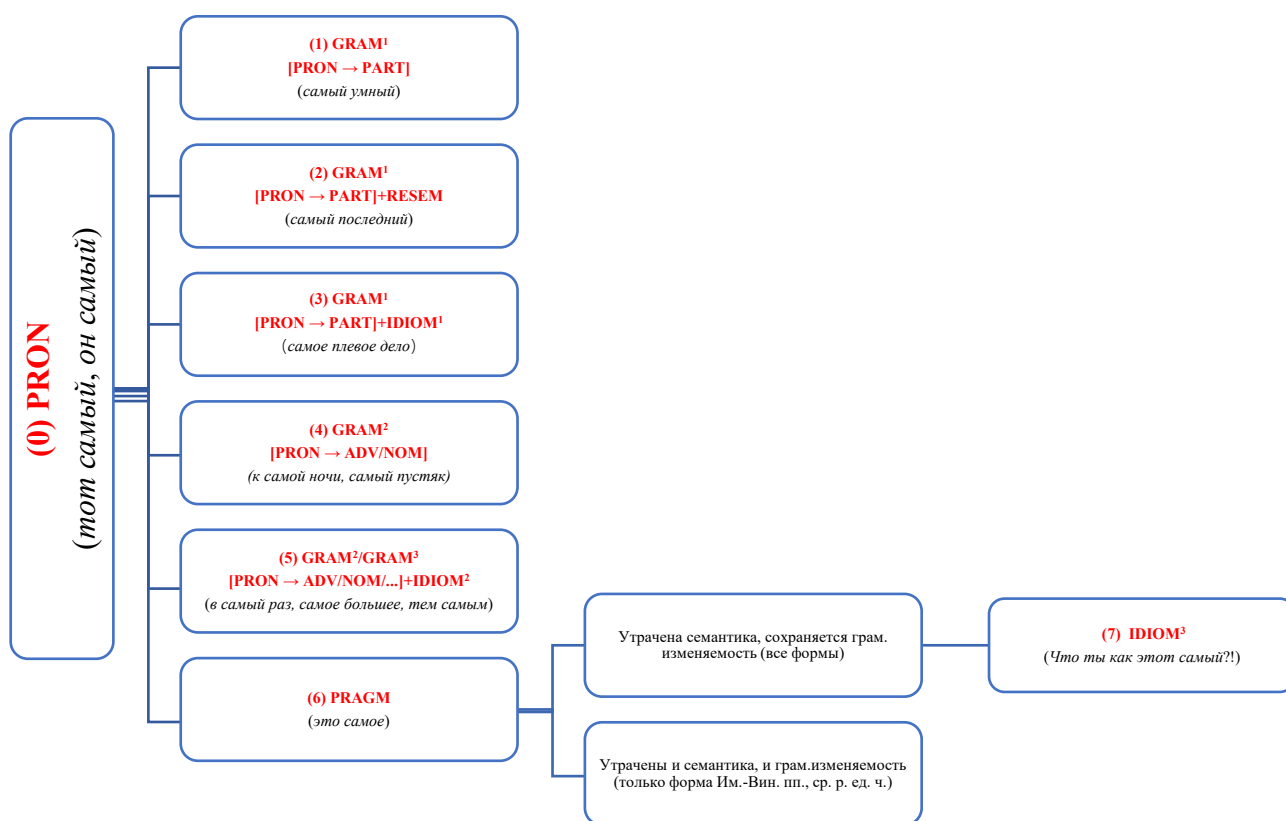 (0) PRON
(тот самый, он самый)
(1) GRAM¹
[PRON → PART]
(самый умный)
(2) GRAM¹
[PRON → PART]+RESEM
(самый последний)
(3) GRAM¹
[PRON → PART]+IDIOM¹
(самое плевое дело)
(4) GRAM²
[PRON → ADV/NOM]
(к самой ночи, самый пустяк)
(5) GRAM²/GRAM³
[PRON → ADV/NOM/...]+IDIOM²
(в самый раз, самое большее, тем самым)
(6) PRAGM
(это самое)
Утрачена семантика, сохраняется грам.
изменяемость (все формы)
(7) IDIOM³
(Что ты как этот самый?!)
Утрачены и семантика, и грам.изменяемость
(только форма Им.-Вин. пп., ср. р. ед. ч.)